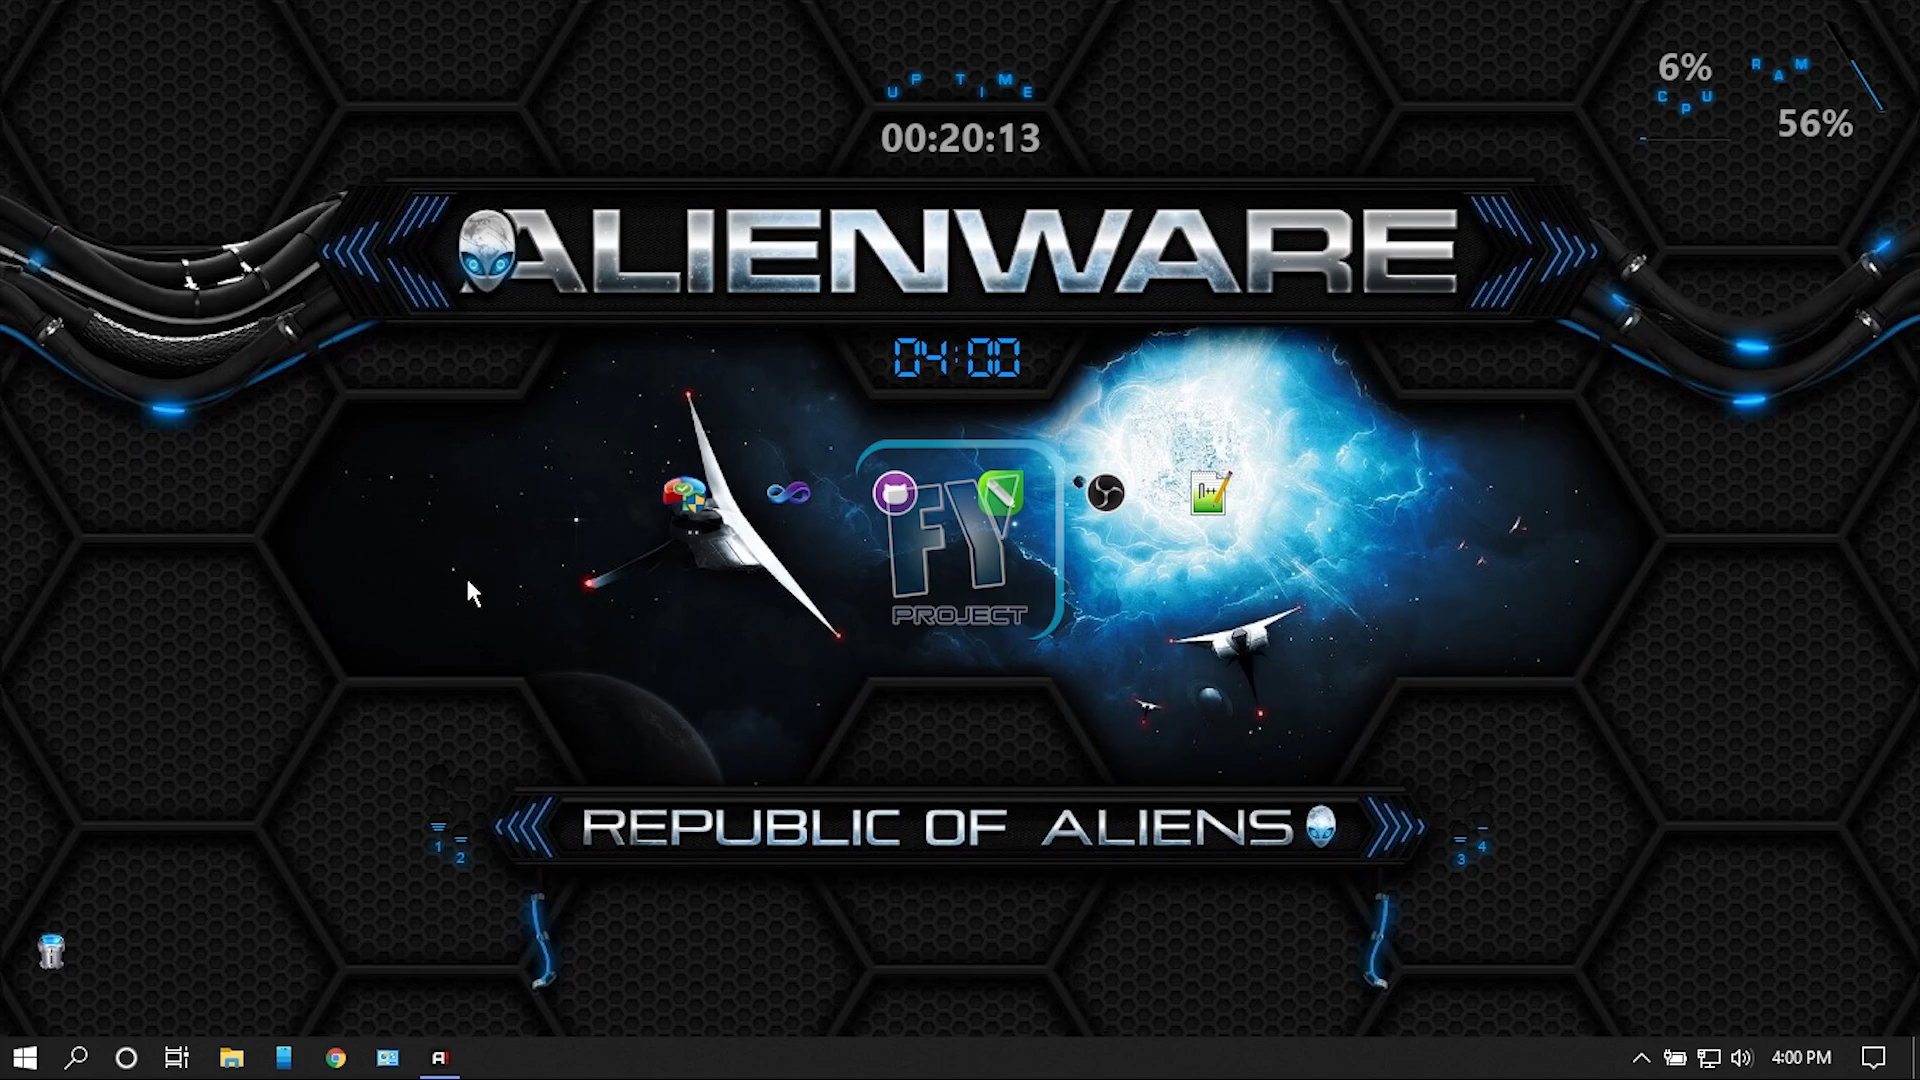 UPTIME
00:20:13
6%
CPU
RAM
56%
ALIENWARE
04:00
n++
FY
PROJECT
REPUBLIC OF ALIENS
1
2
3
4
A!
4:00 PM